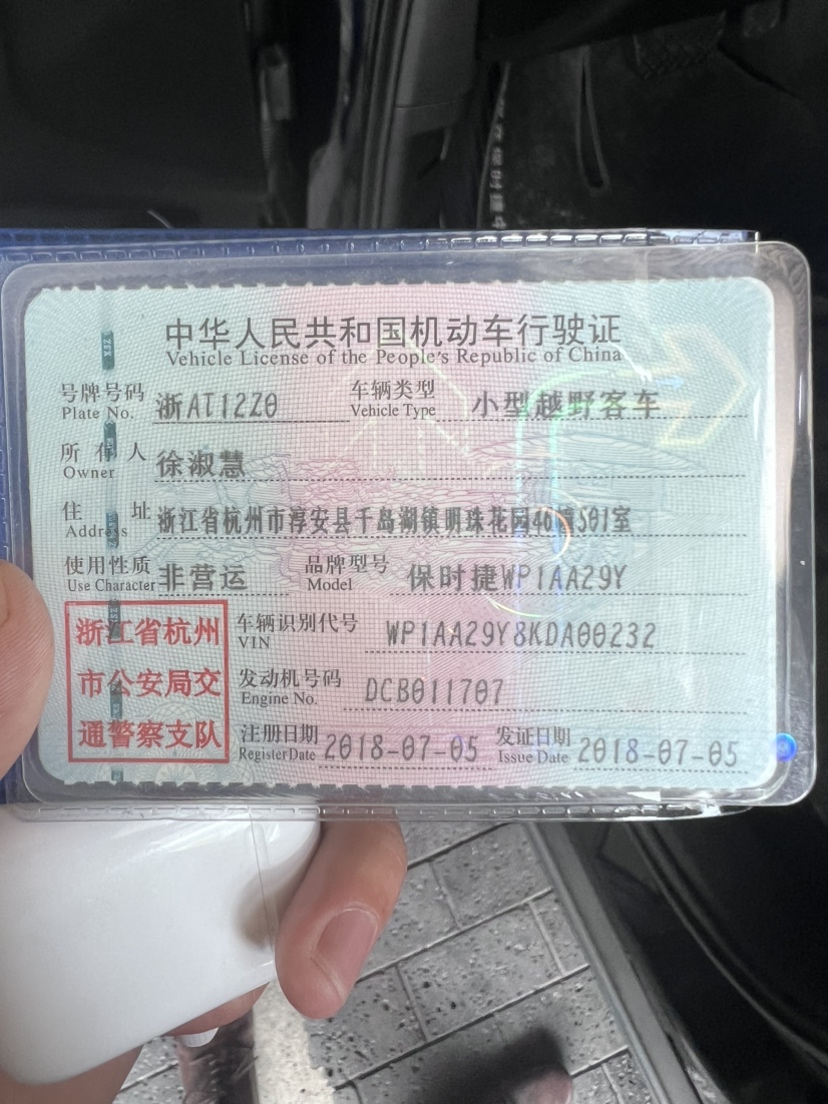 中华人民共和国机动车行驶证
Vehicle License of the People's Republic of China
号牌号码 浙AT12Z0 车辆类型 小型越野客车
Plate No. Vehicle Type
所有人 徐淑慧
Owner
住址 浙江省杭州市淳安县千岛湖镇明珠花园46幢501室
Address
使用性质 非营运 品牌型号 保时捷WP1AA29Y
Use Character Model
浙江省杭州
市公安局交
通警察支队
车辆识别代号 WP1AA29Y8KDA00232
VIN
发动机号码 DCB011707
Engine No.
注册日期 2018-07-05 发证日期 2018-07-05
Register Date Issue Date